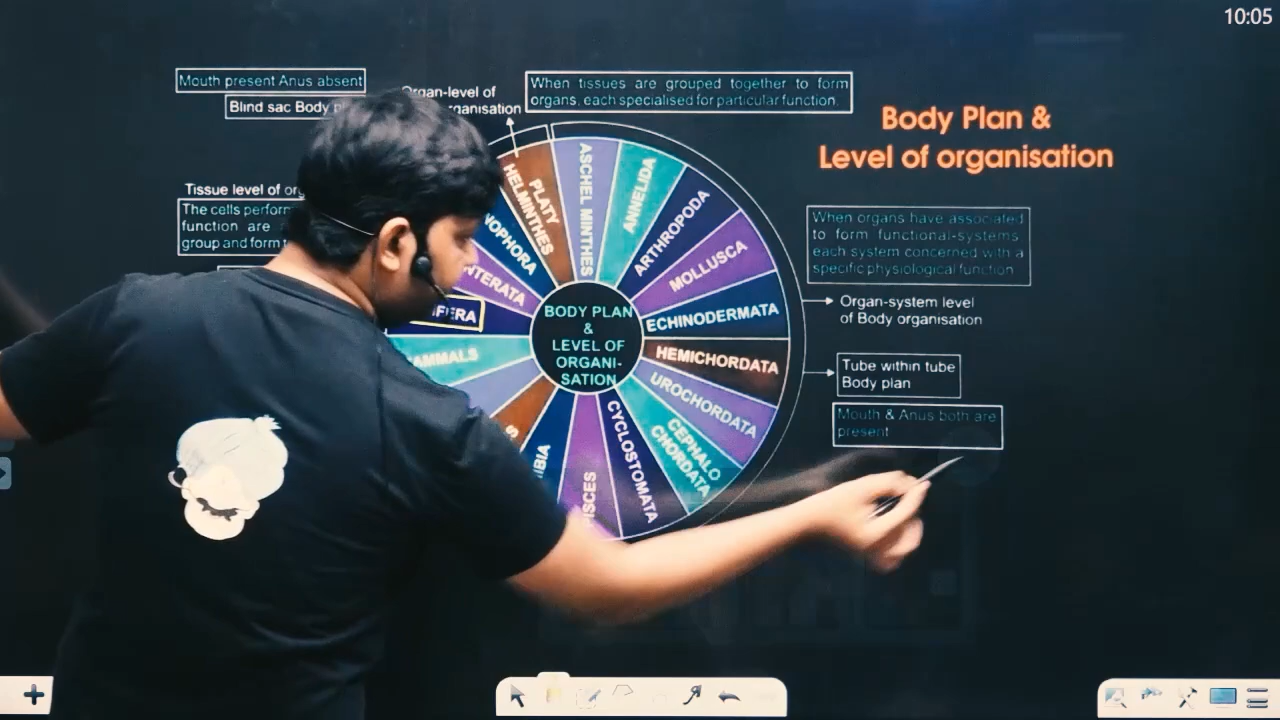 10:05
Mouth present Anus absent
Blind sac Body
Organ-level of
organisation
When tissues are grouped together to form
organs, each specialised for particular function.
Body Plan &
Level of organisation
Tissue level of
The cells perform
function are
group and form
When organs have associated
to form functional-systems
each system concerned with a
specific physiological function
Organ-system level
of Body organisation
Tube within tube
Body plan
Mouth & Anus both are
present
PLATY
HELMINTHES
ASCHEL MINTHES
ANNELIDA
ARTHROPODA
MOLLUSCA
ECHINODERMATA
HEMICHORDATA
UROCHORDATA
CEPHALO
CHORDATA
CYCLOSTOMATA
BODY PLAN
&
LEVEL OF
ORGANI-
SATION